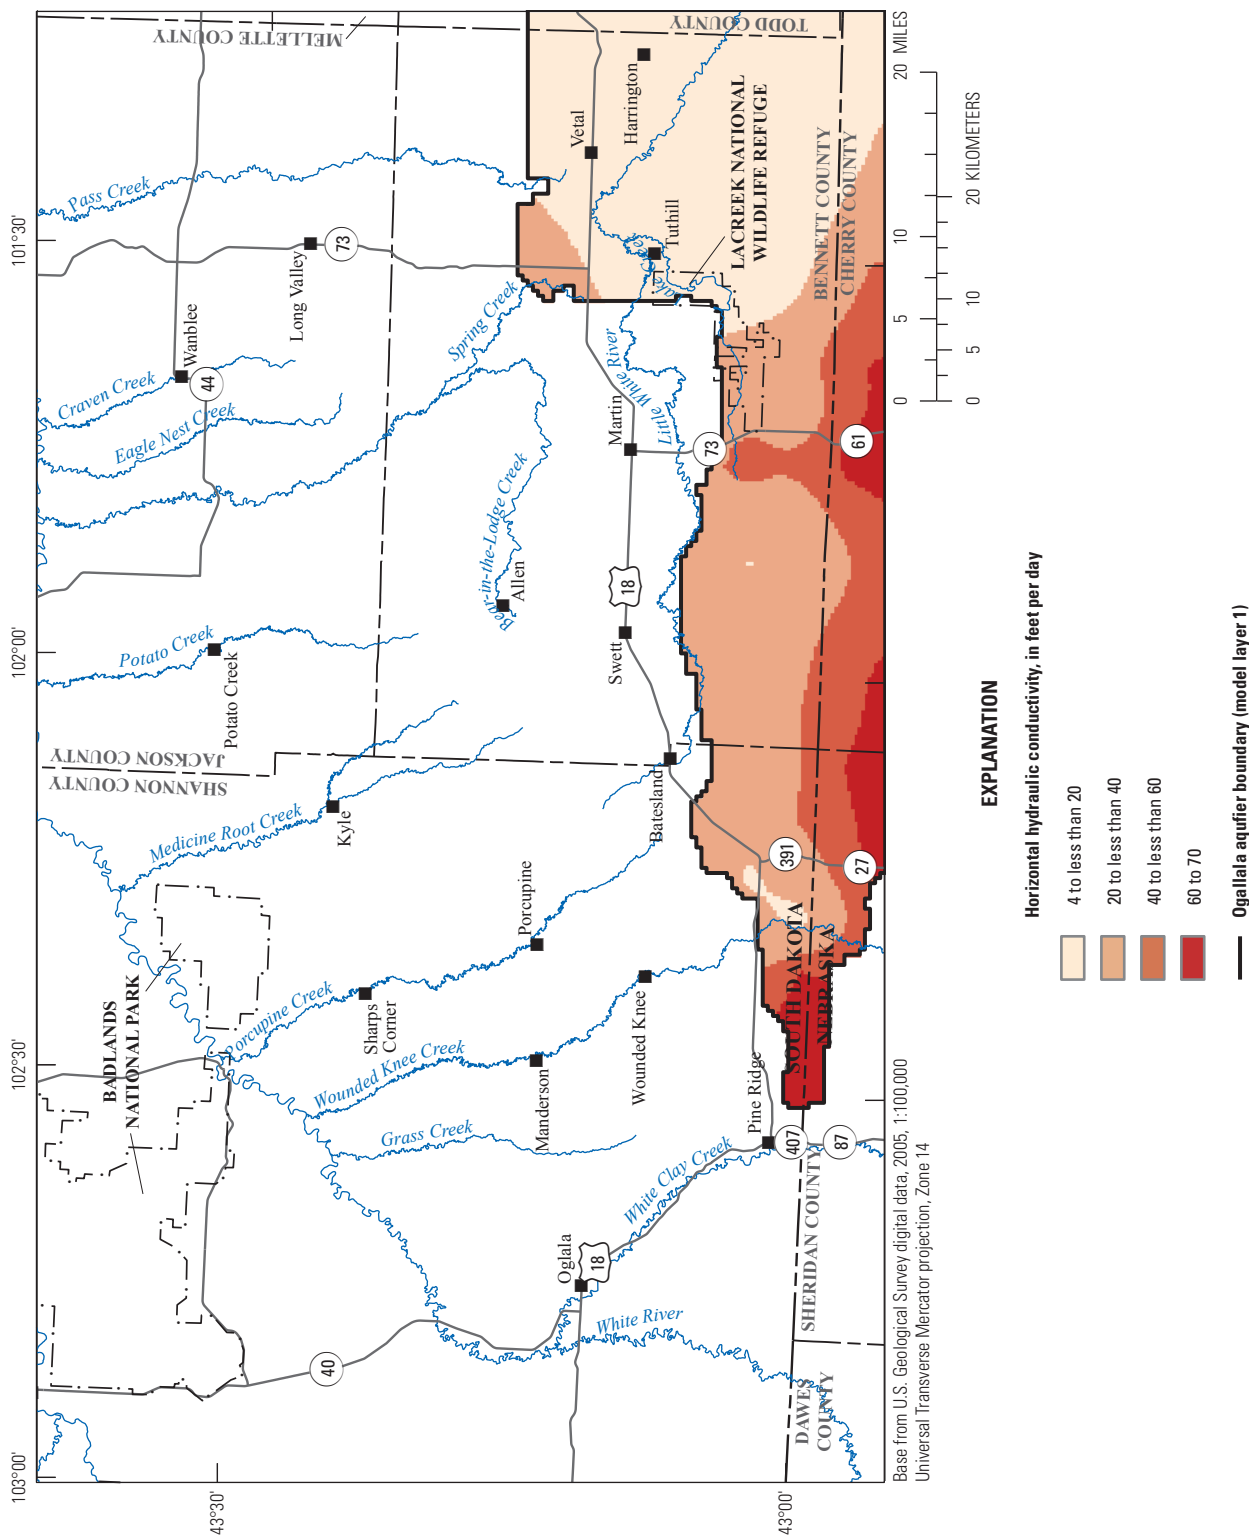 103°00'
102°30'
102°00'
101°30'
43°30'
43°00'
BADLANDS
NATIONAL PARK
SHANNON COUNTY
JACKSON COUNTY
MELLETTE COUNTY
TODD COUNTY
Medicine Root Creek
Potato Creek
Potato Creek
Eagle Nest Creek
Craven Creek
Wanblee
44
Pass Creek
Long Valley
73
Kyle
40
Grass Creek
Wounded Knee Creek
Porcupine Creek
Sharps
Corner
Porcupine
Manderson
Wounded Knee
Bear-in-the-Lodge Creek
Allen
Spring Creek
Oglala
18
White River
White Clay Creek
Pine Ridge
407
87
Batesland
Swett
18
Martin
Little White River
73
Vetal
Harrington
Tuthill
Lake Creek
LACREEK NATIONAL
WILDLIFE REFUGE
391
27
61
SOUTH DAKOTA
NEBRASKA
BENNETT COUNTY
CHERRY COUNTY
DAWES
COUNTY
SHERIDAN COUNTY
Base from U.S. Geological Survey digital data, 2005, 1:100,000
Universal Transverse Mercator projection, Zone 14
0 5 10 20 MILES
0 5 10 20 KILOMETERS
EXPLANATION
Horizontal hydraulic conductivity, in feet per day
4 to less than 20
20 to less than 40
40 to less than 60
60 to 70
Ogallala aqufier boundary (model layer 1)